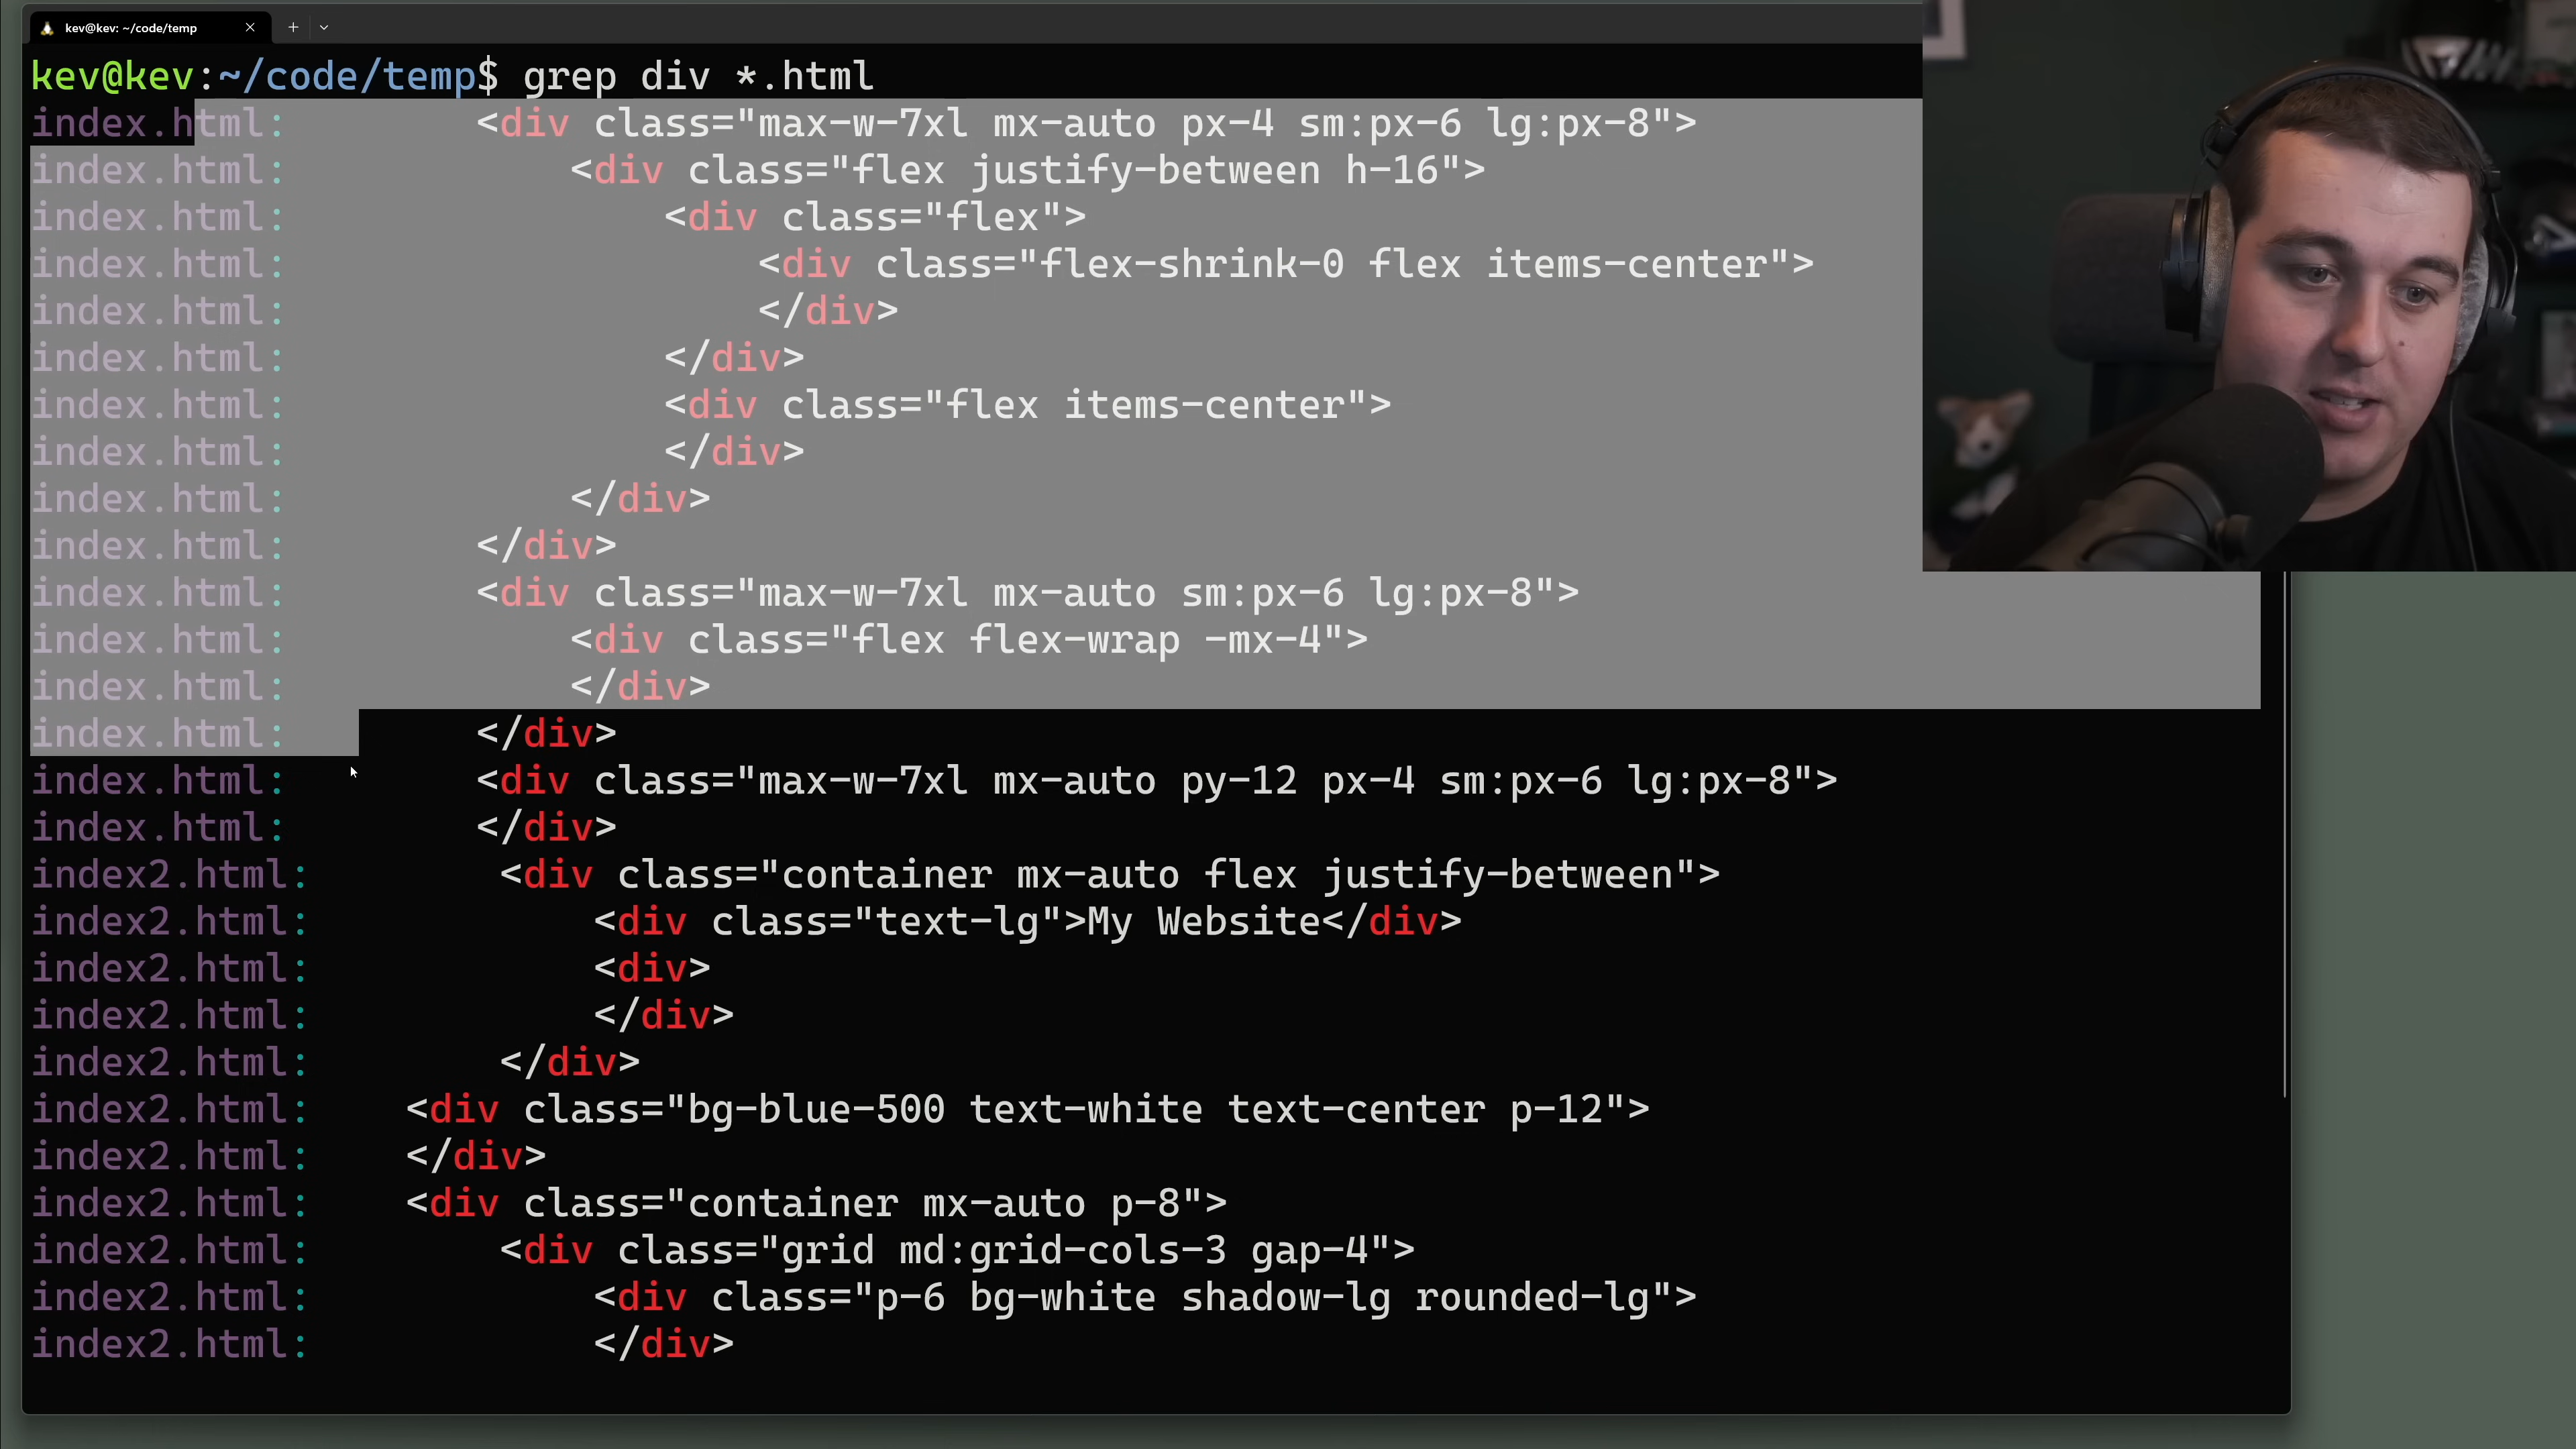 kev@kev: ~/code/temp
kev@kev:~/code/temp$ grep div *.html
index.html:        <div class="max-w-7xl mx-auto px-4 sm:px-6 lg:px-8">
index.html:            <div class="flex justify-between h-16">
index.html:                <div class="flex">
index.html:                    <div class="flex-shrink-0 flex items-center">
index.html:                    </div>
index.html:                </div>
index.html:                <div class="flex items-center">
index.html:                </div>
index.html:            </div>
index.html:        </div>
index.html:        <div class="max-w-7xl mx-auto sm:px-6 lg:px-8">
index.html:            <div class="flex flex-wrap -mx-4">
index.html:            </div>
index.html:        </div>
index.html:        <div class="max-w-7xl mx-auto py-12 px-4 sm:px-6 lg:px-8">
index.html:        </div>
index2.html:        <div class="container mx-auto flex justify-between">
index2.html:            <div class="text-lg">My Website</div>
index2.html:            <div>
index2.html:            </div>
index2.html:        </div>
index2.html:    <div class="bg-blue-500 text-white text-center p-12">
index2.html:    </div>
index2.html:    <div class="container mx-auto p-8">
index2.html:        <div class="grid md:grid-cols-3 gap-4">
index2.html:            <div class="p-6 bg-white shadow-lg rounded-lg">
index2.html:            </div>